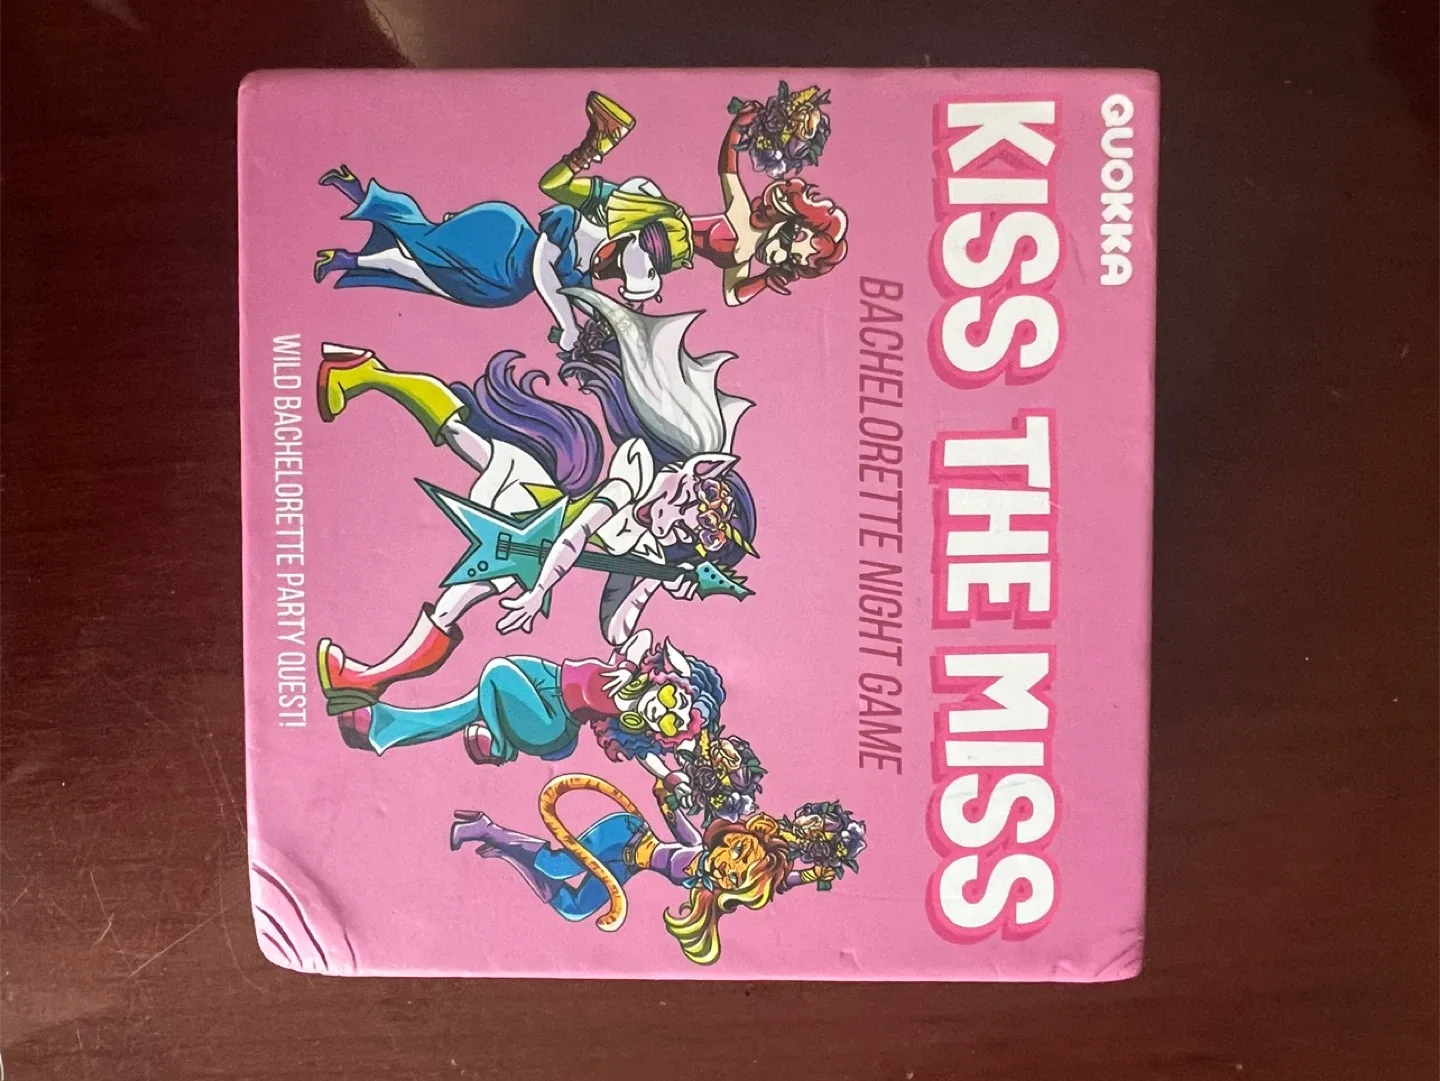 QUOKKA
KISS THE MISS
BACHELORETTE NIGHT GAME
WILD BACHELORETTE PARTY QUEST!